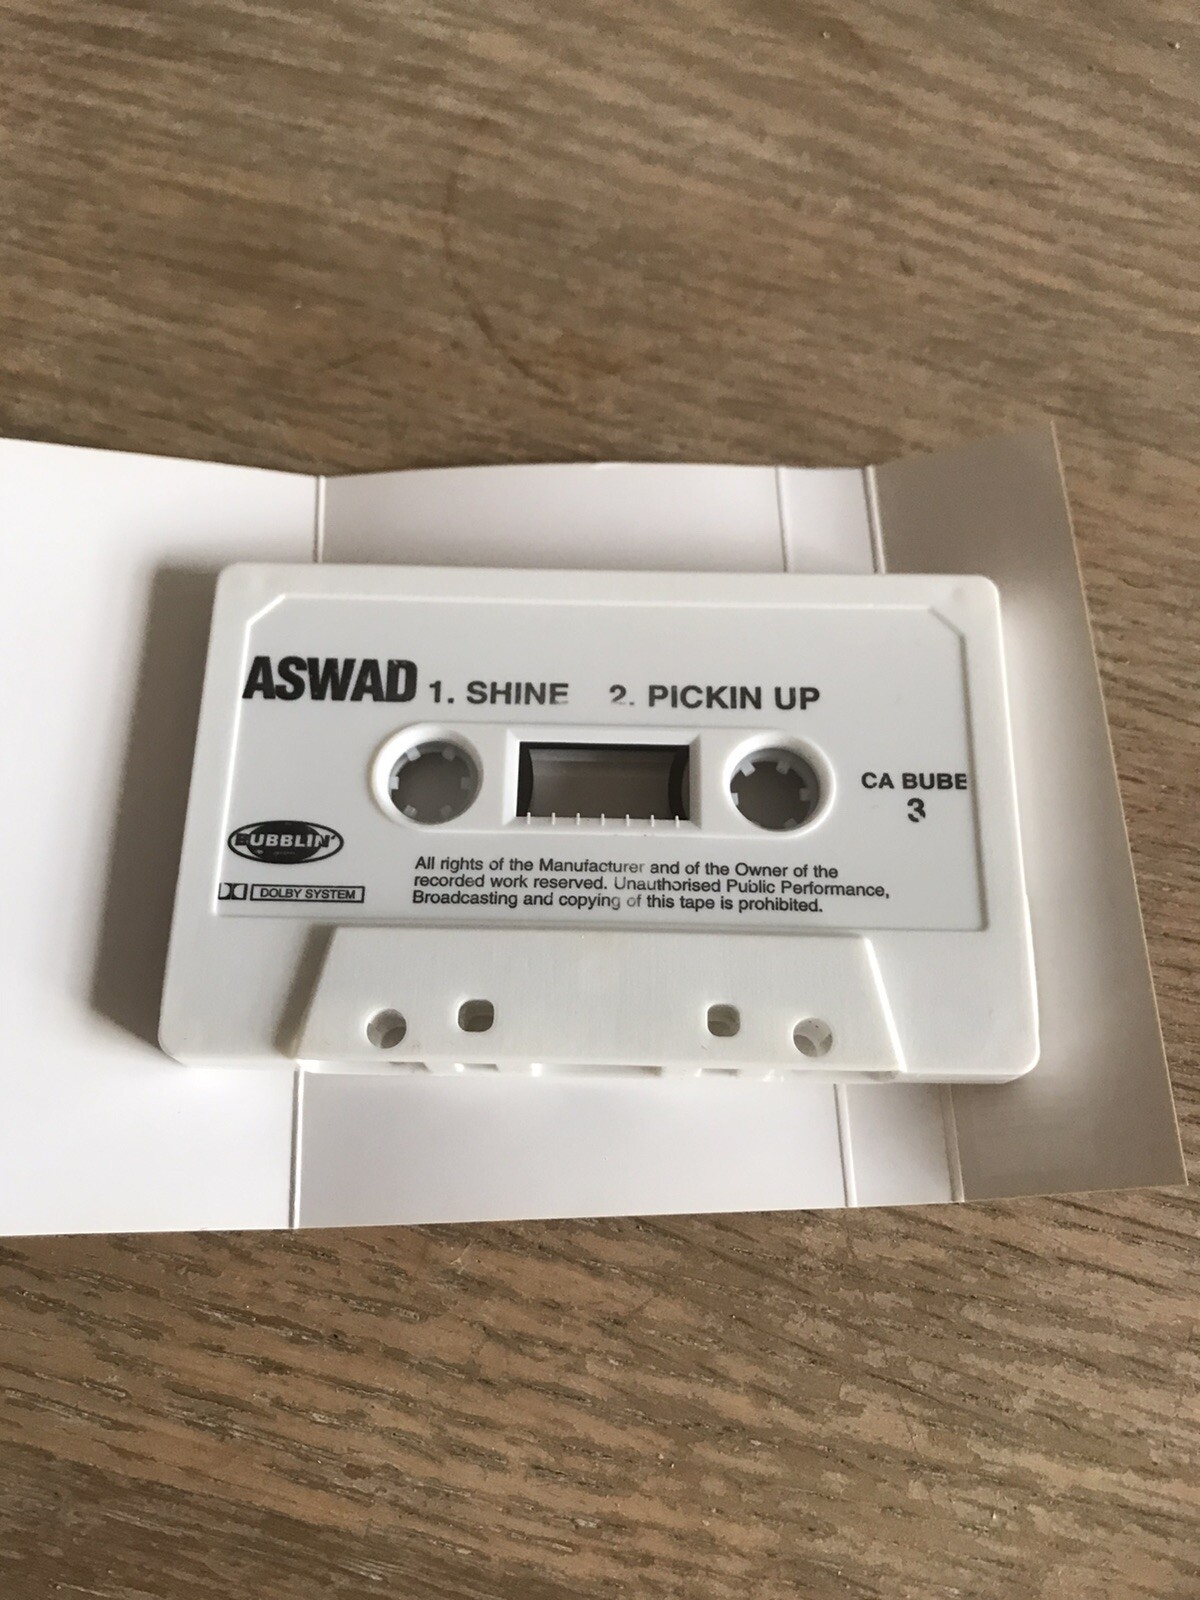 ASWAD 1. SHINE 2. PICKIN UP
CA BUBB
3
BUBBLIN'
DOLBY SYSTEM
All rights of the Manufacturer and of the Owner of the
recorded work reserved. Unauthorised Public Performance,
Broadcasting and copying of this tape is prohibited.